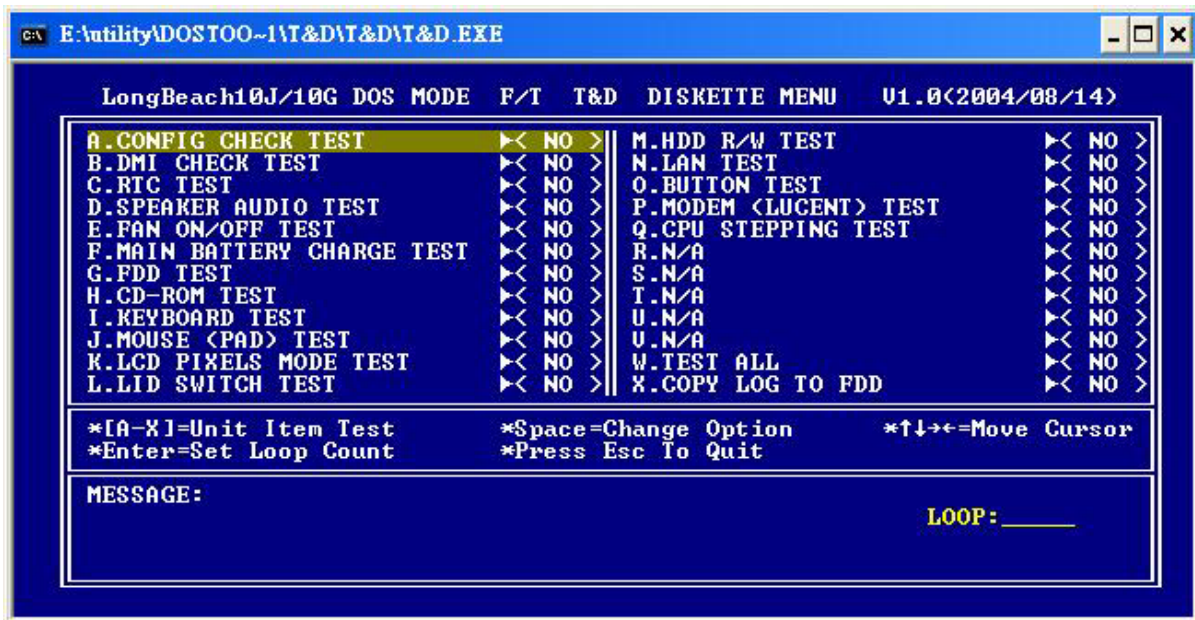 E:\utility\DOSTOO~1\T&D\T&D\T&D.EXE
LongBeach10J/10G DOS MODE F/T T&D DISKETTE MENU V1.0(2004/08/14)
A.CONFIG CHECK TEST ►< NO >
B.DMI CHECK TEST ►< NO >
C.RTC TEST ►< NO >
D.SPEAKER AUDIO TEST ►< NO >
E.FAN ON/OFF TEST ►< NO >
F.MAIN BATTERY CHARGE TEST ►< NO >
G.FDD TEST ►< NO >
H.CD-ROM TEST ►< NO >
I.KEYBOARD TEST ►< NO >
J.MOUSE (PAD) TEST ►< NO >
K.LCD PIXELS MODE TEST ►< NO >
L.LID SWITCH TEST ►< NO >
M.HDD R/W TEST ►< NO >
N.LAN TEST ►< NO >
O.BUTTON TEST ►< NO >
P.MODEM (LUCENT) TEST ►< NO >
Q.CPU STEPPING TEST ►< NO >
R.N/A ►< NO >
S.N/A ►< NO >
T.N/A ►< NO >
U.N/A ►< NO >
V.N/A ►< NO >
W.TEST ALL ►< NO >
X.COPY LOG TO FDD ►< NO >
*[A-X]=Unit Item Test *Space=Change Option *↑↓→←=Move Cursor
*Enter=Set Loop Count *Press Esc To Quit
MESSAGE:
LOOP:______